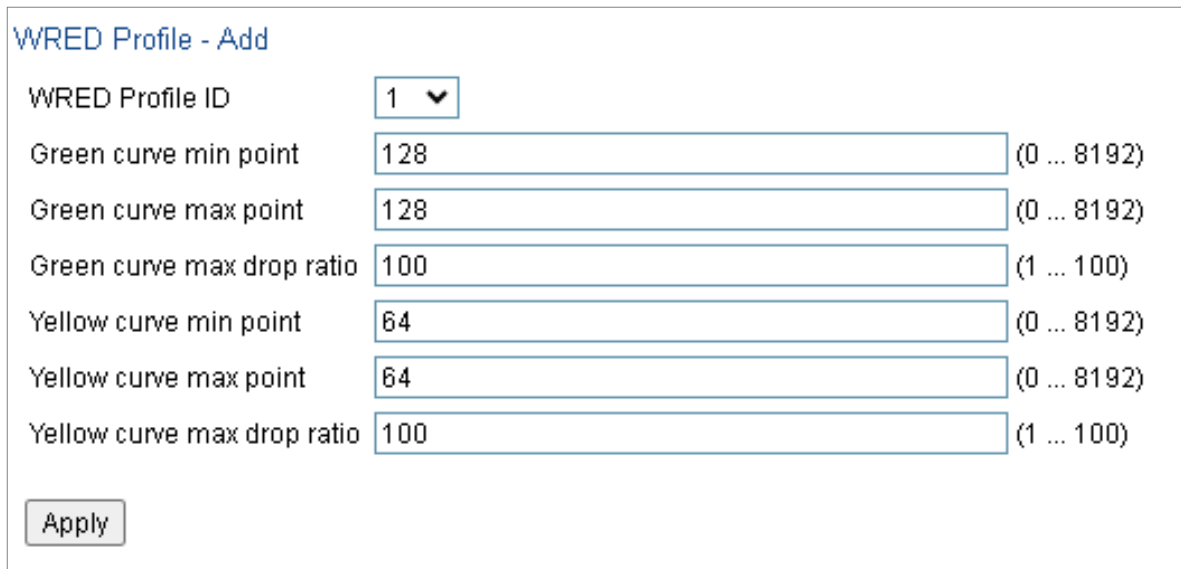 WRED Profile - Add
WRED Profile ID 1
Green curve min point 128 (0 ... 8192)
Green curve max point 128 (0 ... 8192)
Green curve max drop ratio 100 (1 ... 100)
Yellow curve min point 64 (0 ... 8192)
Yellow curve max point 64 (0 ... 8192)
Yellow curve max drop ratio 100 (1 ... 100)
Apply